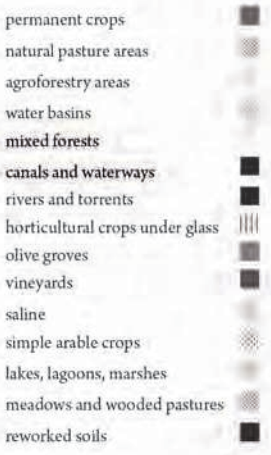 permanent crops
natural pasture areas
agroforestry areas
water basins
mixed forests
canals and waterways
rivers and torrents
horticultural crops under glass
olive groves
vineyards
saline
simple arable crops
lakes, lagoons, marshes
meadows and wooded pastures
reworked soils